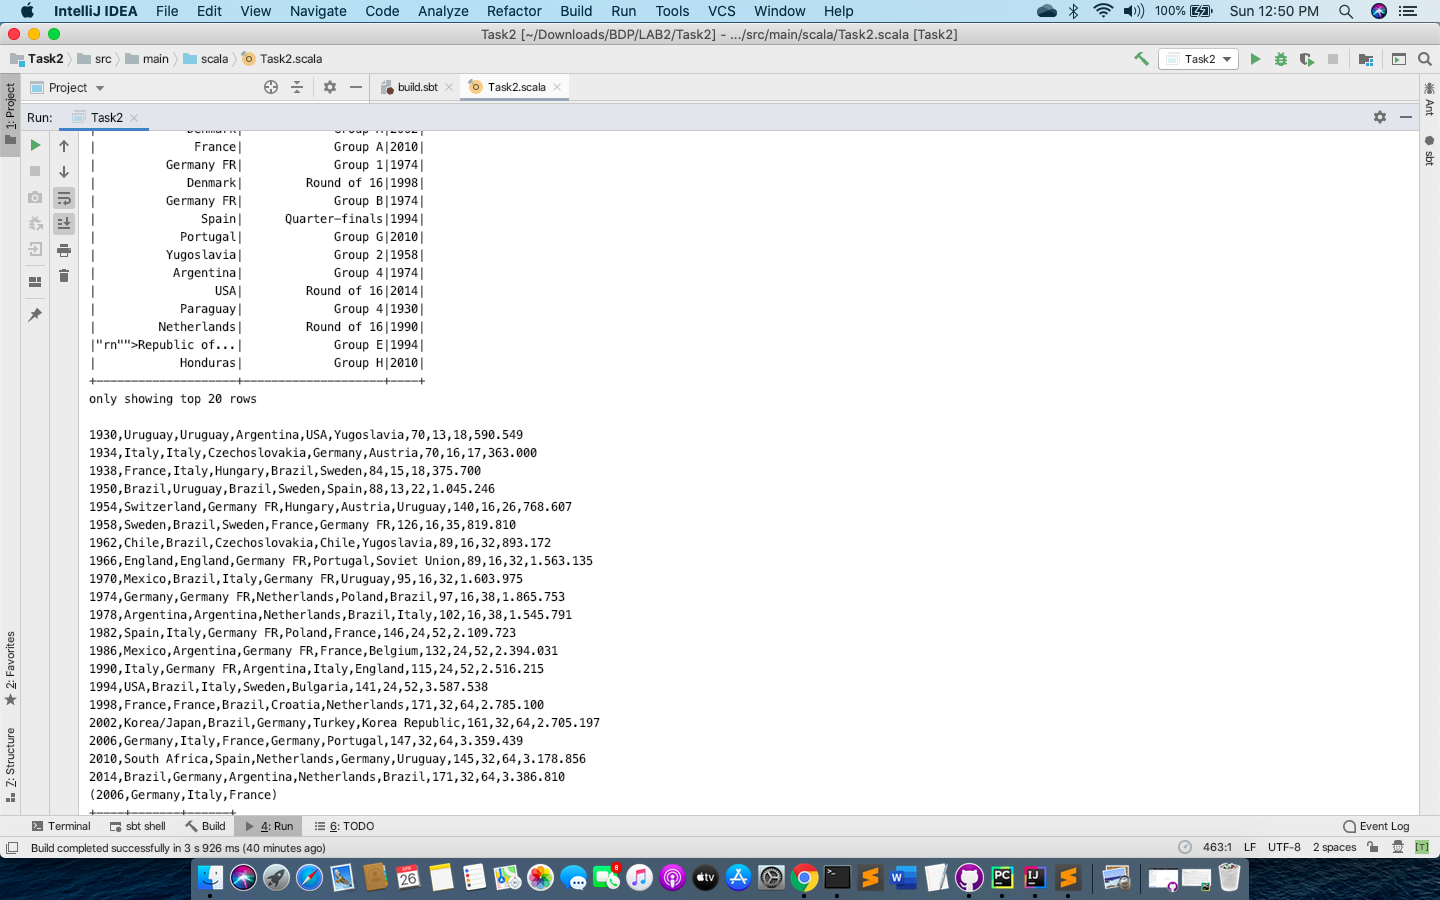 IntelliJ IDEA File Edit View Navigate Code Analyze Refactor Build Run Tools VCS Window Help 100% Sun 12:50 PM
Task2 [~/Downloads/BDP/LAB2/Task2] - .../src/main/scala/Task2.scala [Task2]
Task2 src main scala Task2.scala Task2
Project build.sbt Task2.scala
Run: Task2
1: Project
Ant
sbt
| Denmark| Group A|2002|
| France| Group A|2010|
| Germany FR| Group 1|1974|
| Denmark| Round of 16|1998|
| Germany FR| Group B|1974|
| Spain| Quarter-finals|1994|
| Portugal| Group G|2010|
| Yugoslavia| Group 2|1958|
| Argentina| Group 4|1974|
| USA| Round of 16|2014|
| Paraguay| Group 4|1930|
| Netherlands| Round of 16|1990|
|"rn"">Republic of...| Group E|1994|
| Honduras| Group H|2010|
+--------------------+--------------------+----+
only showing top 20 rows
1930,Uruguay,Uruguay,Argentina,USA,Yugoslavia,70,13,18,590.549
1934,Italy,Italy,Czechoslovakia,Germany,Austria,70,16,17,363.000
1938,France,Italy,Hungary,Brazil,Sweden,84,15,18,375.700
1950,Brazil,Uruguay,Brazil,Sweden,Spain,88,13,22,1.045.246
1954,Switzerland,Germany FR,Hungary,Austria,Uruguay,140,16,26,768.607
1958,Sweden,Brazil,Sweden,France,Germany FR,126,16,35,819.810
1962,Chile,Brazil,Czechoslovakia,Chile,Yugoslavia,89,16,32,893.172
1966,England,England,Germany FR,Portugal,Soviet Union,89,16,32,1.563.135
1970,Mexico,Brazil,Italy,Germany FR,Uruguay,95,16,32,1.603.975
1974,Germany,Germany FR,Netherlands,Poland,Brazil,97,16,38,1.865.753
1978,Argentina,Argentina,Netherlands,Brazil,Italy,102,16,38,1.545.791
1982,Spain,Italy,Germany FR,Poland,France,146,24,52,2.109.723
1986,Mexico,Argentina,Germany FR,France,Belgium,132,24,52,2.394.031
1990,Italy,Germany FR,Argentina,Italy,England,115,24,52,2.516.215
1994,USA,Brazil,Italy,Sweden,Bulgaria,141,24,52,3.587.538
1998,France,France,Brazil,Croatia,Netherlands,171,32,64,2.785.100
2002,Korea/Japan,Brazil,Germany,Turkey,Korea Republic,161,32,64,2.705.197
2006,Germany,Italy,France,Germany,Portugal,147,32,64,3.359.439
2010,South Africa,Spain,Netherlands,Germany,Uruguay,145,32,64,3.178.856
2014,Brazil,Germany,Argentina,Netherlands,Brazil,171,32,64,3.386.810
(2006,Germany,Italy,France)
+----+-------+------+
2: Favorites
Z: Structure
Terminal sbt shell Build 4: Run 6: TODO Event Log
Build completed successfully in 3 s 926 ms (40 minutes ago) 463:1 LF UTF-8 2 spaces [T]
APR 26 8 tv W PC IJ